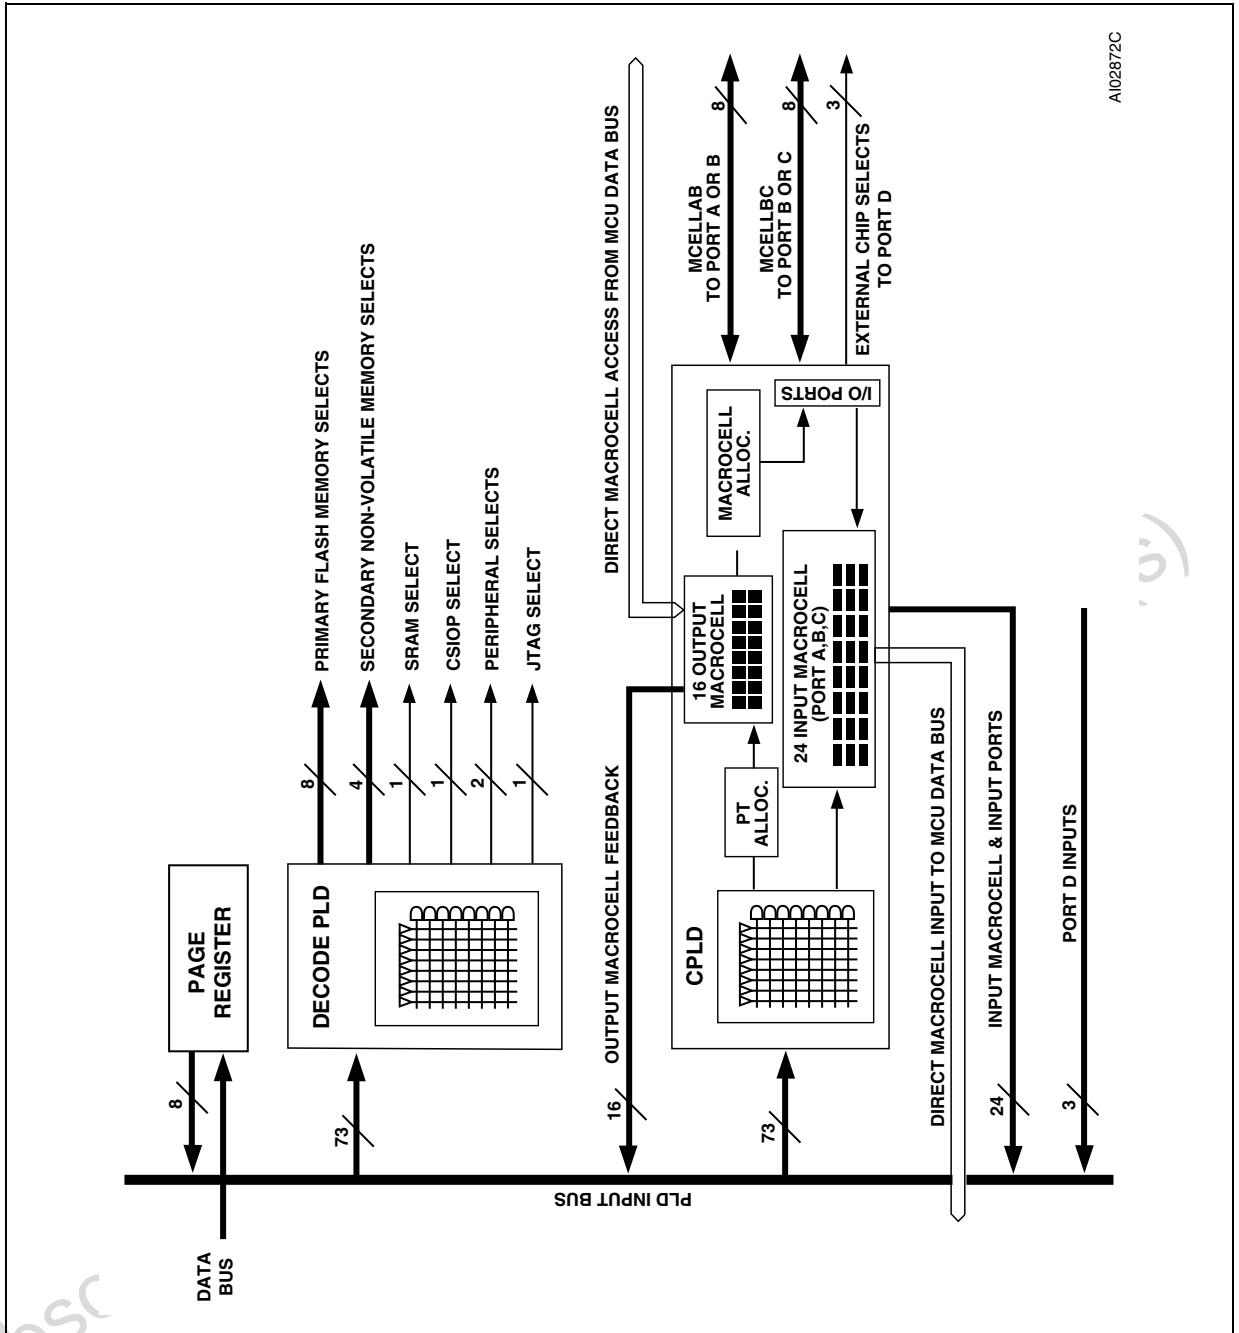 AI02872C
DATA
BUS
8
PAGE
REGISTER
73
DECODE PLD
8
PRIMARY FLASH MEMORY SELECTS
4
SECONDARY NON-VOLATILE MEMORY SELECTS
1
SRAM SELECT
1
CSIOP SELECT
2
PERIPHERAL SELECTS
1
JTAG SELECT
PLD INPUT BUS
16
OUTPUT MACROCELL FEEDBACK
DIRECT MACROCELL ACCESS FROM MCU DATA BUS
73
CPLD
PT
ALLOC.
16 OUTPUT
MACROCELL
MACROCELL
ALLOC.
24 INPUT MACROCELL
(PORT A,B,C)
I/O PORTS
MCELLAB
TO PORT A OR B
8
MCELLBC
TO PORT B OR C
8
EXTERNAL CHIP SELECTS
TO PORT D
3
DIRECT MACROCELL INPUT TO MCU DATA BUS
24
INPUT MACROCELL & INPUT PORTS
3
PORT D INPUTS